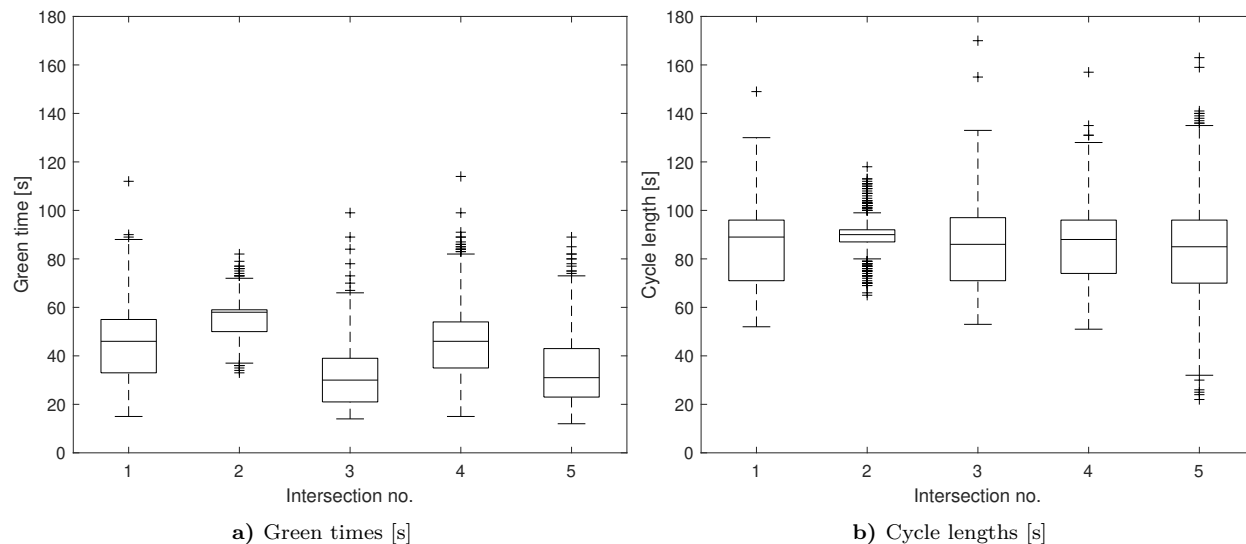 180
160
140
120
100
80
60
40
20
0
Green time [s]
1 2 3 4 5
Intersection no.
a) Green times [s]
180
160
140
120
100
80
60
40
20
0
Cycle length [s]
1 2 3 4 5
Intersection no.
b) Cycle lengths [s]